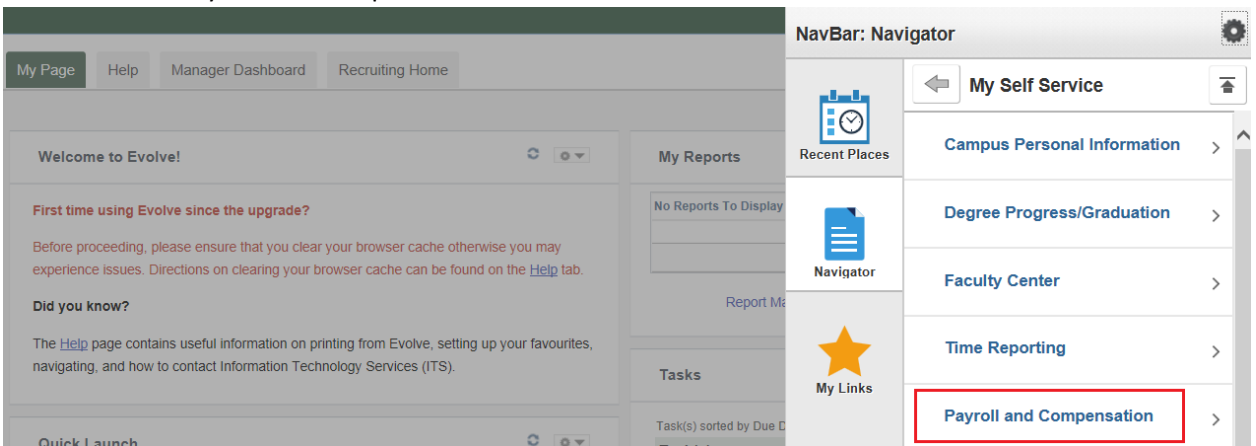 NavBar: Navigator
My Page
Help
Manager Dashboard
Recruiting Home
My Self Service
Recent Places
Campus Personal Information
Welcome to Evolve!
My Reports
First time using Evolve since the upgrade?
No Reports To Display
Degree Progress/Graduation
Before proceeding, please ensure that you clear your browser cache otherwise you may
experience issues. Directions on clearing your browser cache can be found on the Help tab.
Navigator
Faculty Center
Did you know?
Report Ma
The Help page contains useful information on printing from Evolve, setting up your favourites,
navigating, and how to contact Information Technology Services (ITS).
Time Reporting
Tasks
My Links
Payroll and Compensation
Task(s) sorted by Due D
Quick Launch